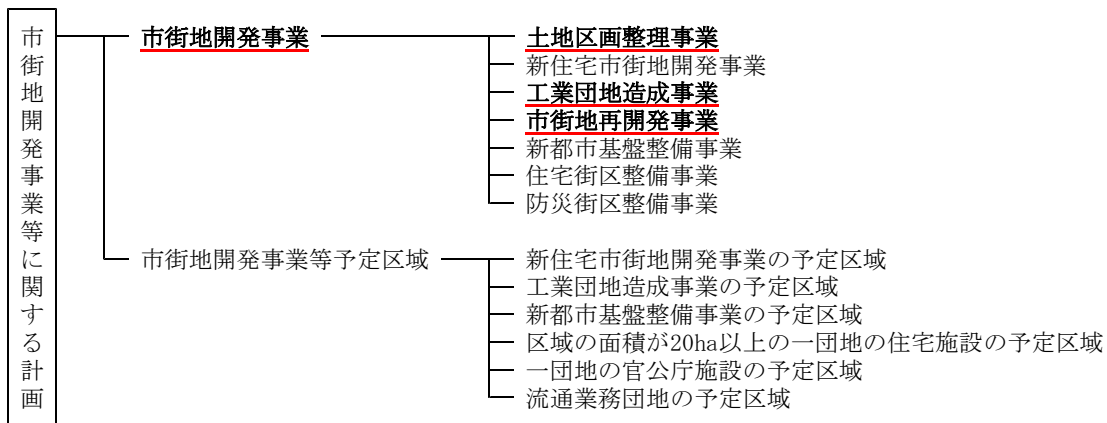 市街地開発事業等に関する計画
市街地開発事業
土地区画整理事業
新住宅市街地開発事業
工業団地造成事業
市街地再開発事業
新都市基盤整備事業
住宅街区整備事業
防災街区整備事業
市街地開発事業等予定区域
新住宅市街地開発事業の予定区域
工業団地造成事業の予定区域
新都市基盤整備事業の予定区域
区域の面積が20ha以上の一団地の住宅施設の予定区域
一団地の官公庁施設の予定区域
流通業務団地の予定区域